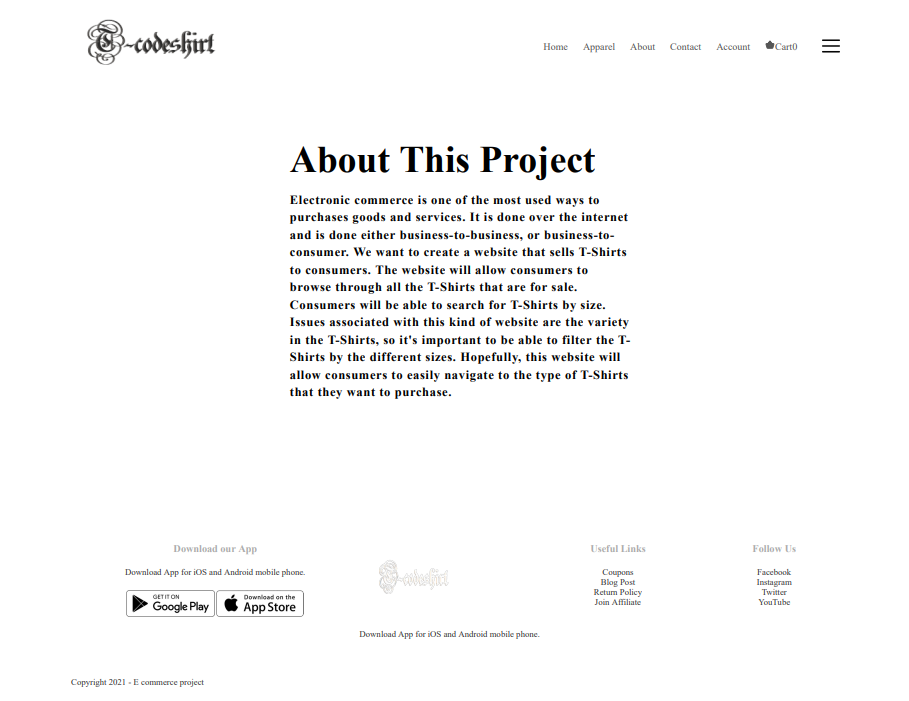 T-codeshirt
Home Apparel About Contact Account Cart0
About This Project
Electronic commerce is one of the most used ways to
purchases goods and services. It is done over the internet
and is done either business-to-business, or business-to-
consumer. We want to create a website that sells T-Shirts
to consumers. The website will allow consumers to
browse through all the T-Shirts that are for sale.
Consumers will be able to search for T-Shirts by size.
Issues associated with this kind of website are the variety
in the T-Shirts, so it's important to be able to filter the T-
Shirts by the different sizes. Hopefully, this website will
allow consumers to easily navigate to the type of T-Shirts
that they want to purchase.
Download our App
Download App for iOS and Android mobile phone.
GET IT ON
Google Play
Download on the
App Store
T-codeshirt
Download App for iOS and Android mobile phone.
Useful Links
Coupons
Blog Post
Return Policy
Join Affiliate
Follow Us
Facebook
Instagram
Twitter
YouTube
Copyright 2021 - E commerce project